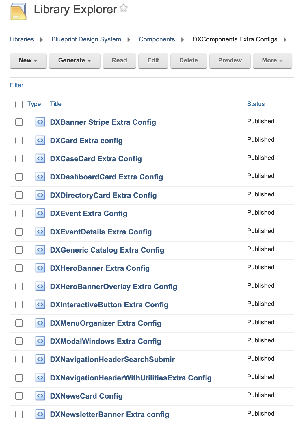 Library Explorer
Libraries Blueprint Design System Components DXComponents Extra Configs
New Generate Read Edit Delete Preview More
Filter
Type Title Status
DXBanner Stripe Extra Config Published
DXCard Extra config Published
DXCaseCard Extra Config Published
DXDashboardCard Extra Config Published
DXDirectoryCard Extra Config Published
DXEvent Extra Config Published
DXEventDetails Extra Config Published
DXGeneric Catalog Extra Config Published
DXHeroBanner Extra Config Published
DXHeroBannerOverlay Extra Config Published
DXInteractiveButton Extra Config Published
DXMenuOrganizer Extra Config Published
DXModalWindows Extra Config Published
DXNavigationHeaderSearchSubmir Published
DXNavigationHeaderWithUtilitiesExtra Config Published
DXNewsCard Extra Config Published
DXNewsletterBanner Extra config Published